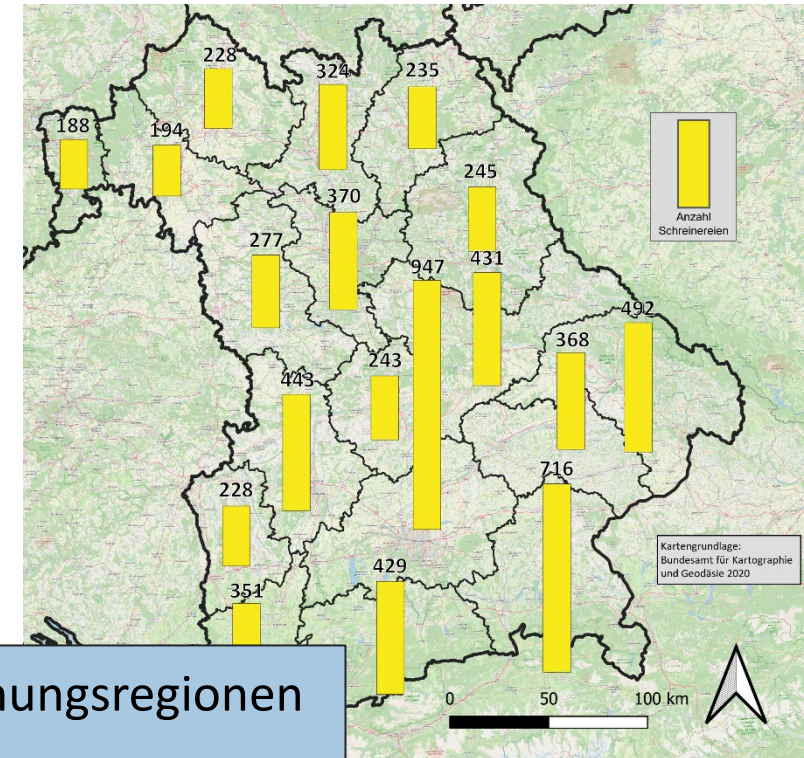 228
324
235
188
194
245
370
277
947
431
492
368
243
443
716
228
429
351
Anzahl
Schreinereien
Kartengrundlage:
Bundesamt für Kartographie
und Geodäsie 2020
0 50 100 km
nungsregionen